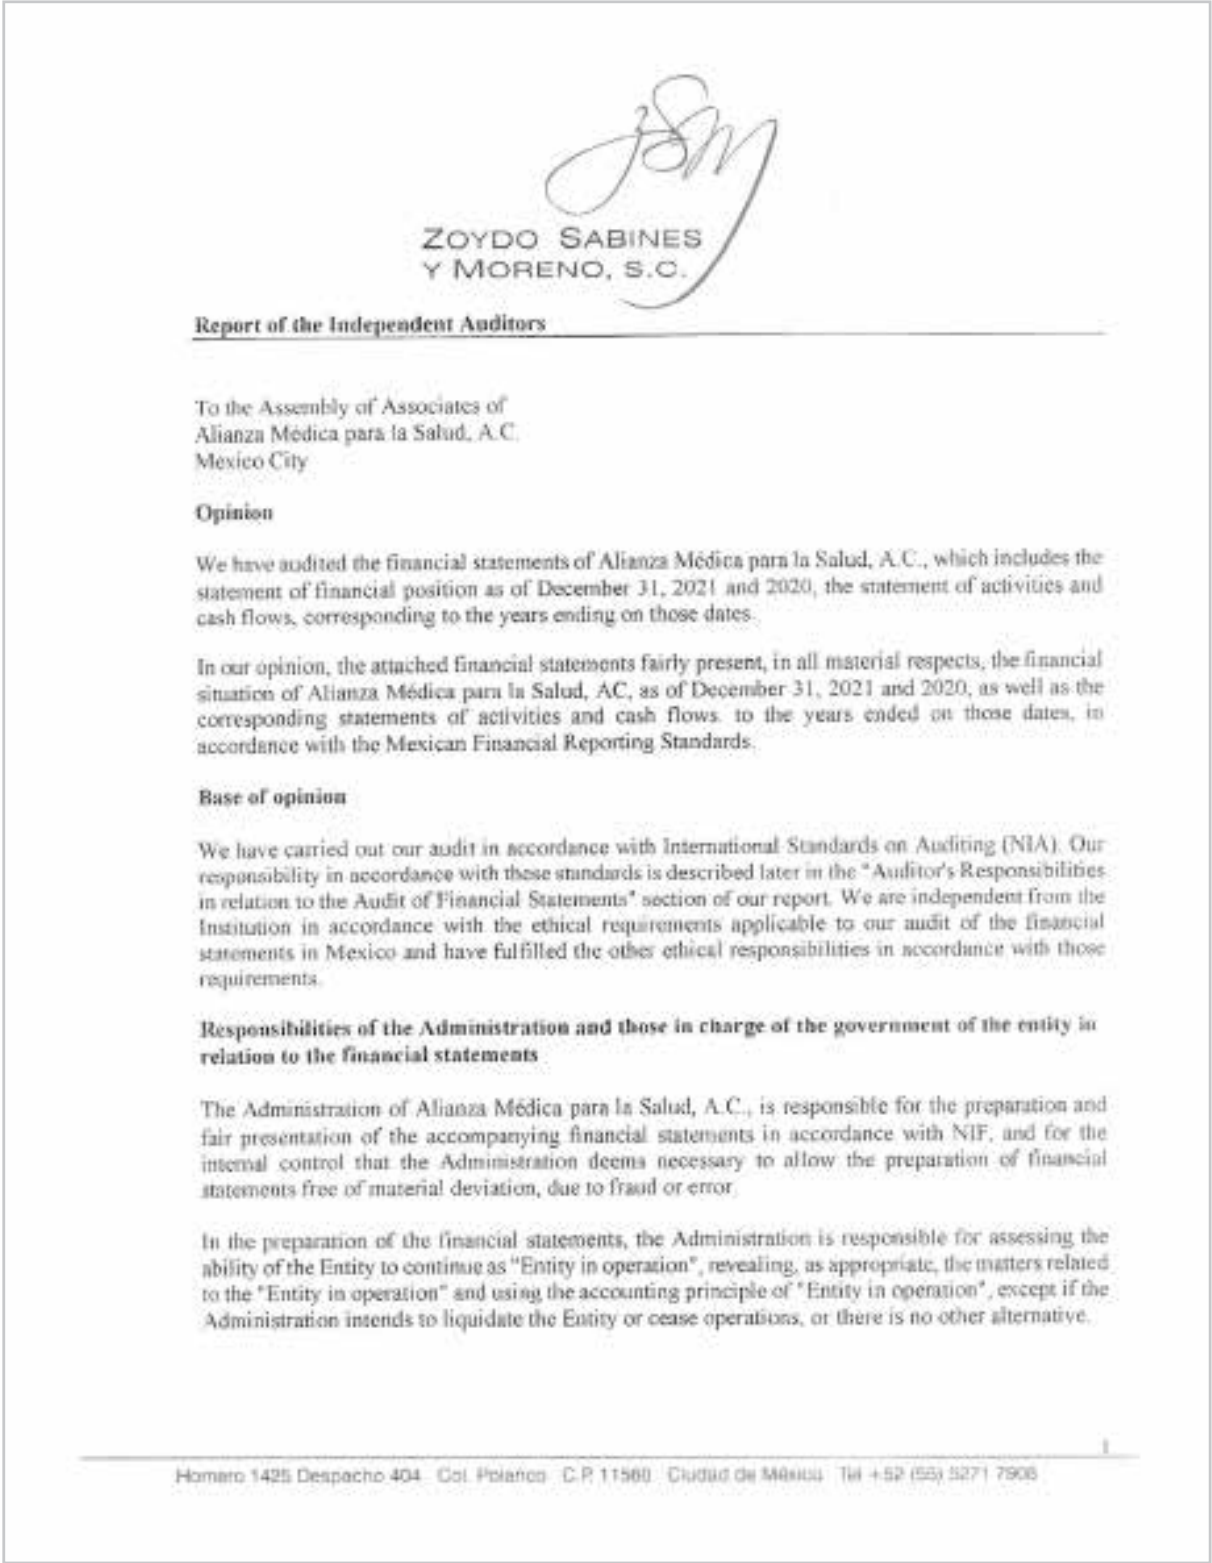 ZSM
ZOYDO SABINES
Y MORENO, S.C.
Report of the Independent Auditors
To the Assembly of Associates of
Alianza Médica para la Salud, A.C.
Mexico City
Opinion
We have audited the financial statements of Alianza Médica para la Salud, A.C., which includes the
statement of financial position as of December 31, 2021 and 2020, the statement of activities and
cash flows, corresponding to the years ending on those dates.
In our opinion, the attached financial statements fairly present, in all material respects, the financial
situation of Alianza Médica para la Salud, AC, as of December 31, 2021 and 2020, as well as the
corresponding statements of activities and cash flows. to the years ended on those dates, in
accordance with the Mexican Financial Reporting Standards.
Base of opinion
We have carried out our audit in accordance with International Standards on Auditing (NIA). Our
responsibility in accordance with those standards is described later in the "Auditor's Responsibilities
in relation to the Audit of Financial Statements" section of our report. We are independent from the
Institution in accordance with the ethical requirements applicable to our audit of the financial
statements in Mexico and have fulfilled the other ethical responsibilities in accordance with those
requirements.
Responsibilities of the Administration and those in charge of the government of the entity in
relation to the financial statements
The Administration of Alianza Médica para la Salud, A.C., is responsible for the preparation and
fair presentation of the accompanying financial statements in accordance with NIF, and for the
internal control that the Administration deems necessary to allow the preparation of financial
statements free of material deviation, due to fraud or error.
In the preparation of the financial statements, the Administration is responsible for assessing the
ability of the Entity to continue as "Entity in operation", revealing, as appropriate, the matters related
to the "Entity in operation" and using the accounting principle of "Entity in operation", except if the
Administration intends to liquidate the Entity or cease operations, or there is no other alternative.
1
Homero 1425 Despacho 404 Col. Polanco C.P. 11560 Ciudad de México Tel +52 (55) 5271 7908